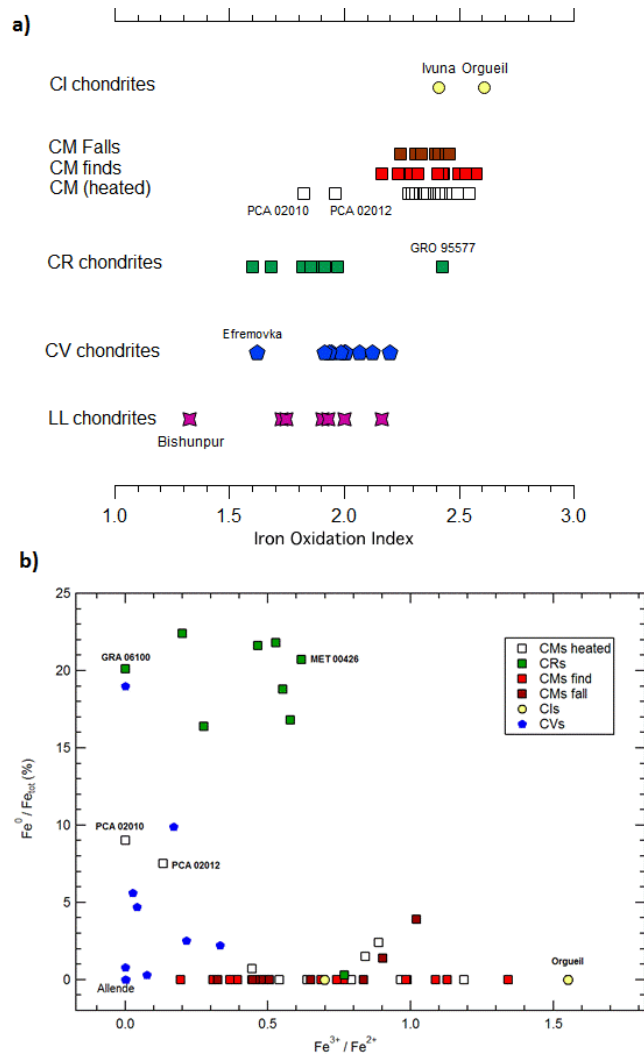 a)
CI chondrites
Ivuna Orgueil
CM Falls
CM finds
CM (heated)
PCA 02010 PCA 02012
CR chondrites
GRO 95577
CV chondrites
Efremovka
LL chondrites
Bishunpur
1.0 1.5 2.0 2.5 3.0
Iron Oxidation Index
b)
25
20
15
10
5
0
Fe⁰ / Fe_tot (%)
GRA 06100
MET 00426
CMs heated
CRs
CMs find
CMs fall
CIs
CVs
PCA 02010
PCA 02012
Orgueil
Allende
0.0 0.5 1.0 1.5
Fe³⁺ / Fe²⁺